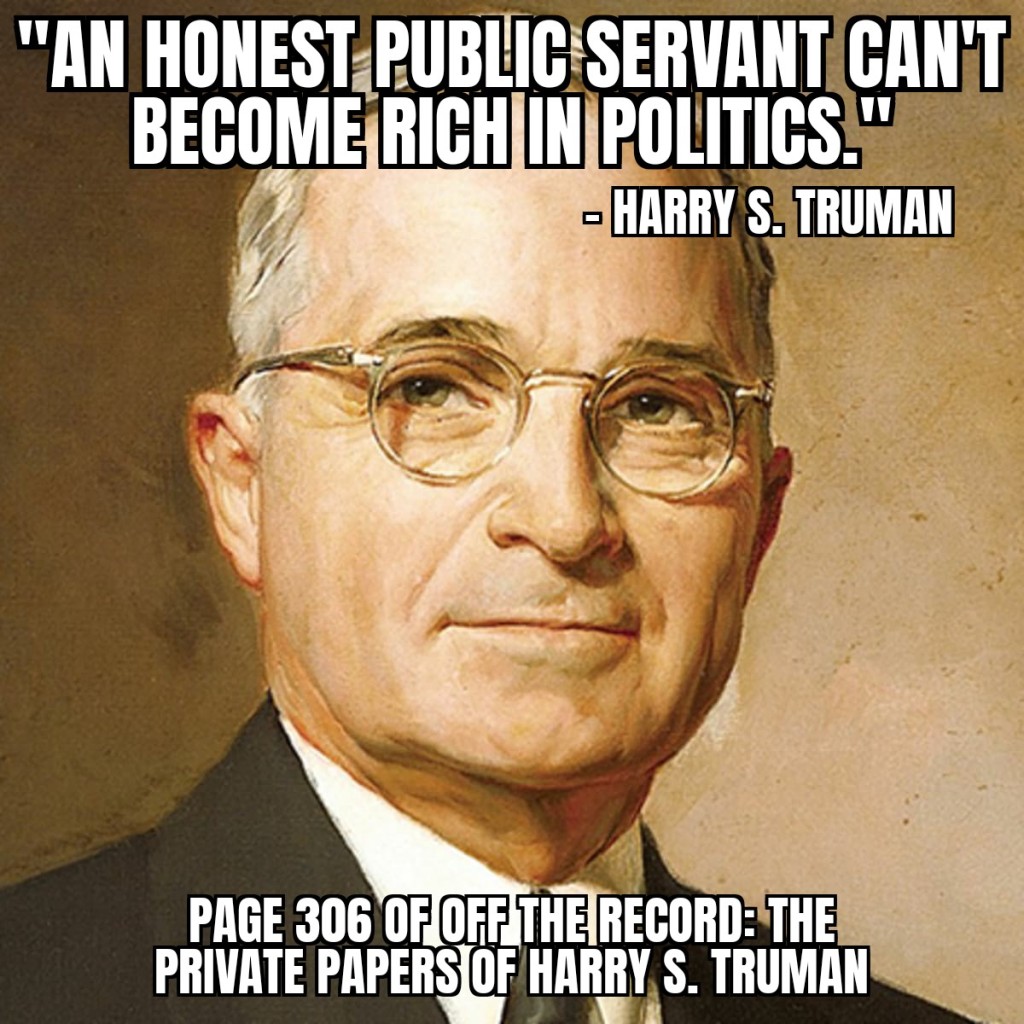 "AN HONEST PUBLIC SERVANT CAN'T
BECOME RICH IN POLITICS."
- HARRY S. TRUMAN
PAGE 306 OF OFF THE RECORD: THE
PRIVATE PAPERS OF HARRY S. TRUMAN